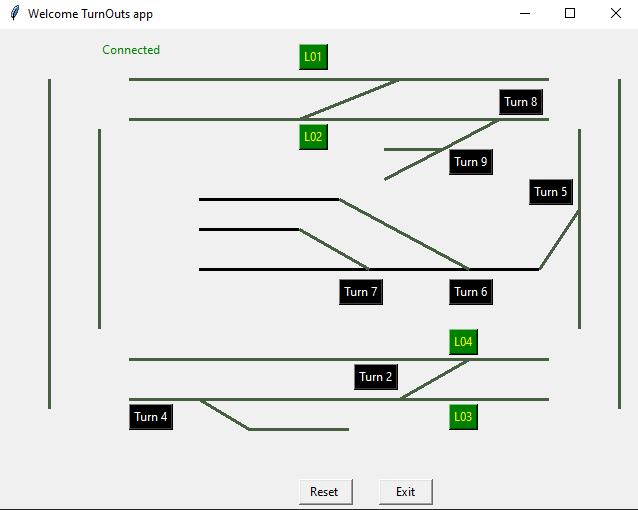 Welcome TurnOuts app
Connected
L01
Turn 8
L02
Turn 9
Turn 5
Turn 7
Turn 6
L04
Turn 2
Turn 4
L03
Reset
Exit